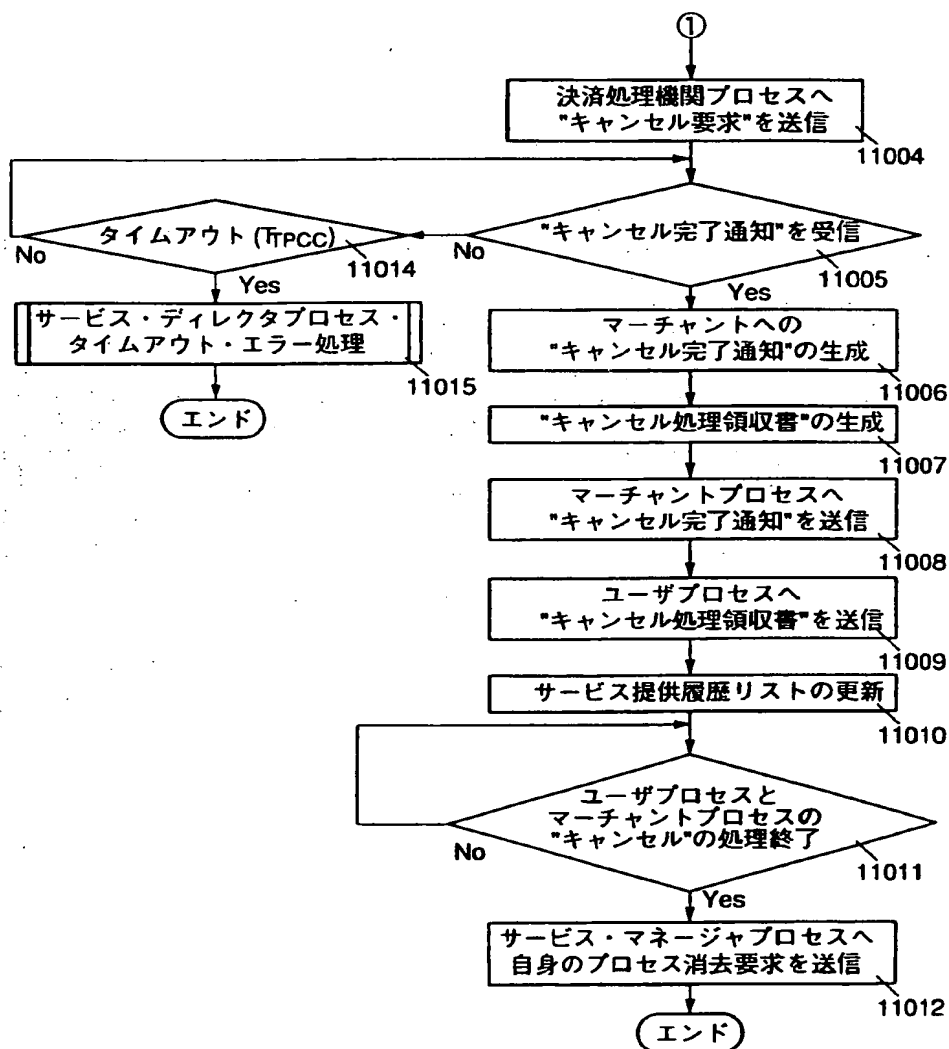 ①
決済処理機関プロセスへ
"キャンセル要求"を送信
11004
"キャンセル完了通知"を受信
11005
No
Yes
タイムアウト(TTPCC)
11014
No
Yes
サービス・ディレクタプロセス・
タイムアウト・エラー処理
11015
エンド
マーチャントへの
"キャンセル完了通知"の生成
11006
"キャンセル処理領収書"の生成
11007
マーチャントプロセスへ
"キャンセル完了通知"を送信
11008
ユーザプロセスへ
"キャンセル処理領収書"を送信
11009
サービス提供履歴リストの更新
11010
ユーザプロセスと
マーチャントプロセスの
"キャンセル"の処理終了
11011
No
Yes
サービス・マネージャプロセスへ
自身のプロセス消去要求を送信
11012
エンド